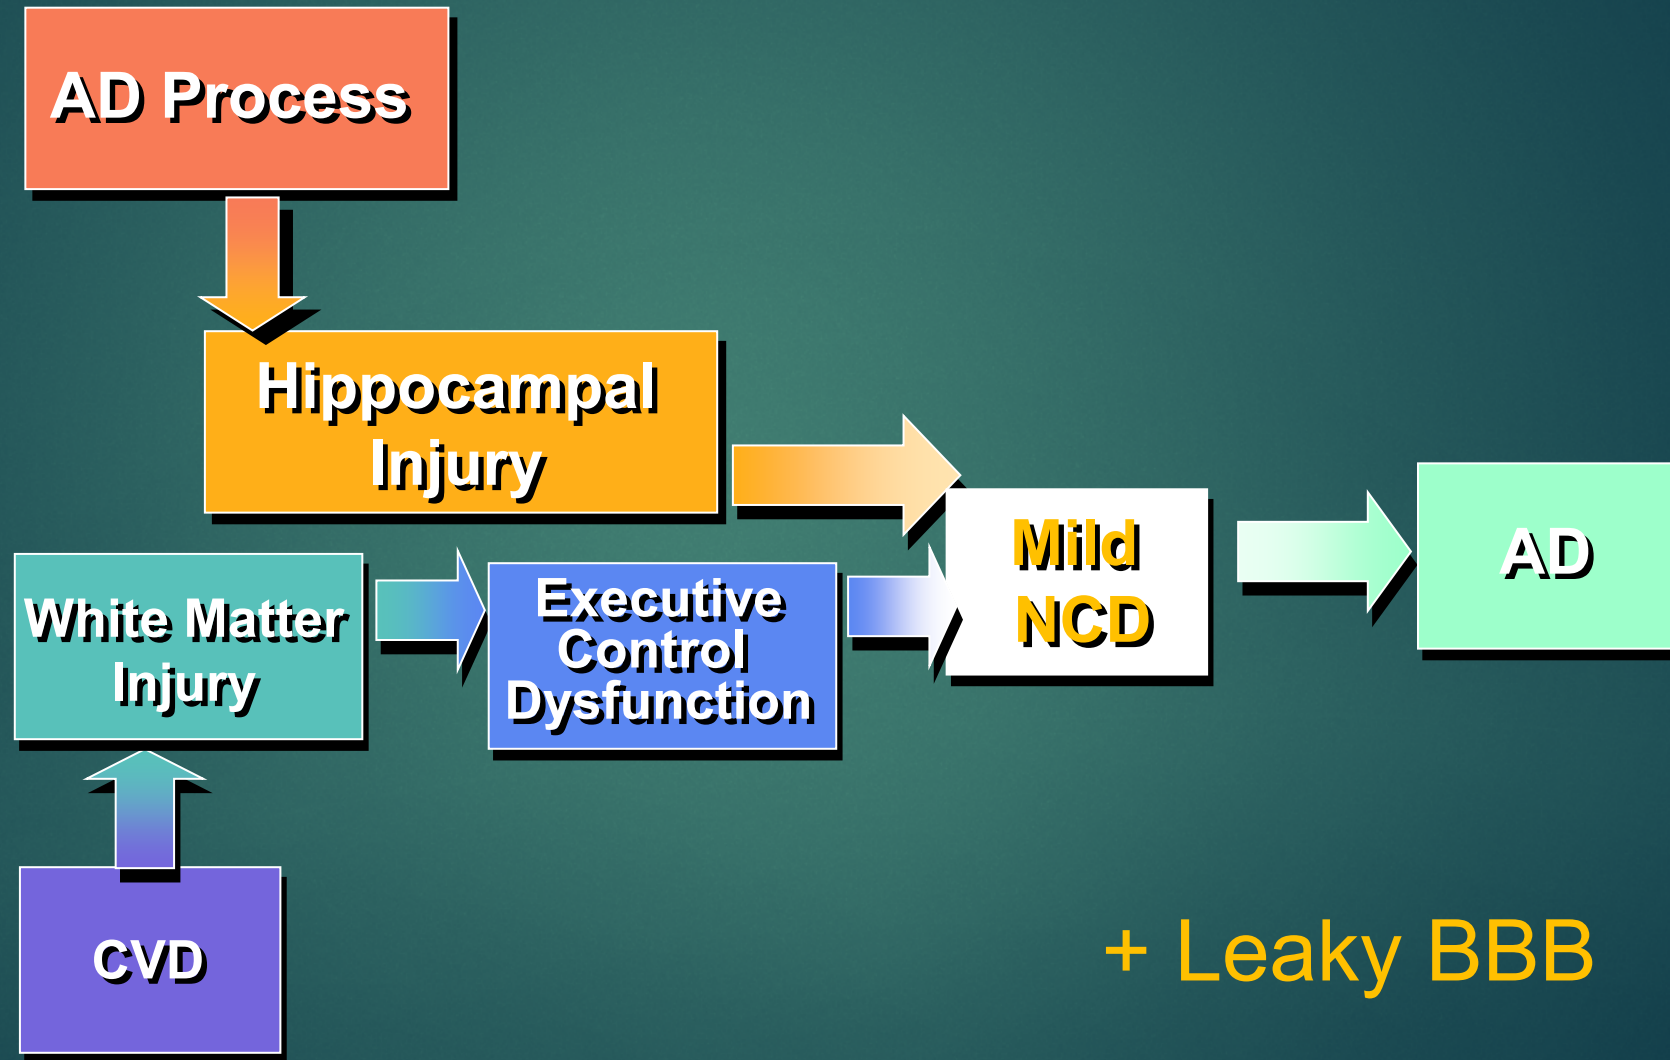 AD Process
Hippocampal
Injury
White Matter
Injury
Executive
Control
Dysfunction
Mild
NCD
AD
CVD
+ Leaky BBB